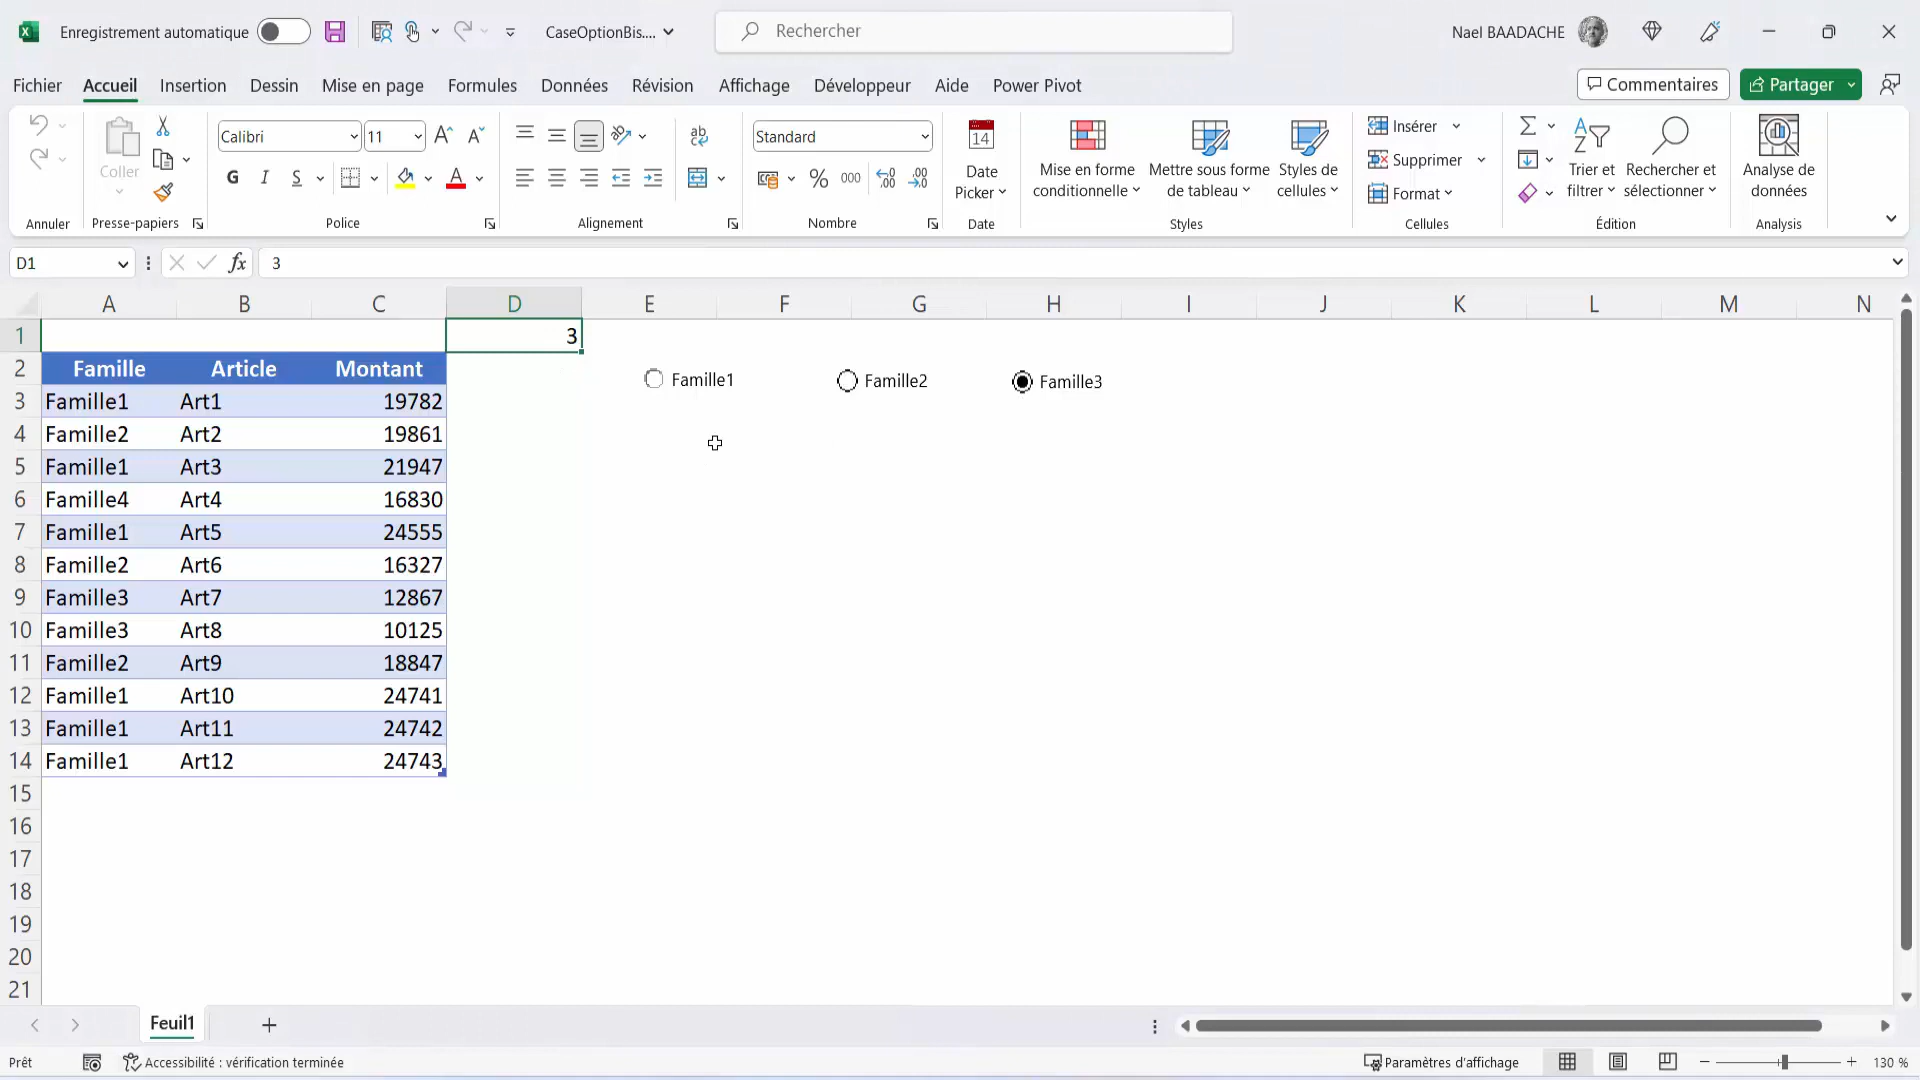 Enregistrement automatique CaseOptionBis.... Rechercher Nael BAADACHE
Fichier Accueil Insertion Dessin Mise en page Formules Données Révision Affichage Développeur Aide Power Pivot Commentaires Partager
Calibri 11 Standard 14 Insérer
Coller G I S Date Picker Mise en forme conditionnelle Mettre sous forme de tableau Styles de cellules Supprimer Trier et filtrer Rechercher et sélectionner Analyse de données
% 000 Format
Annuler Presse-papiers Police Alignement Nombre Date Styles Cellules Édition Analysis
D1 fx 3
A B C D E F G H I J K L M N
1 3
2 Famille Article Montant Famille1 Famille2 Famille3
3 Famille1 Art1 19782
4 Famille2 Art2 19861
5 Famille1 Art3 21947
6 Famille4 Art4 16830
7 Famille1 Art5 24555
8 Famille2 Art6 16327
9 Famille3 Art7 12867
10 Famille3 Art8 10125
11 Famille2 Art9 18847
12 Famille1 Art10 24741
13 Famille1 Art11 24742
14 Famille1 Art12 24743
15
16
17
18
19
20
21
Feuil1
Prêt Accessibilité : vérification terminée Paramètres d'affichage 130 %